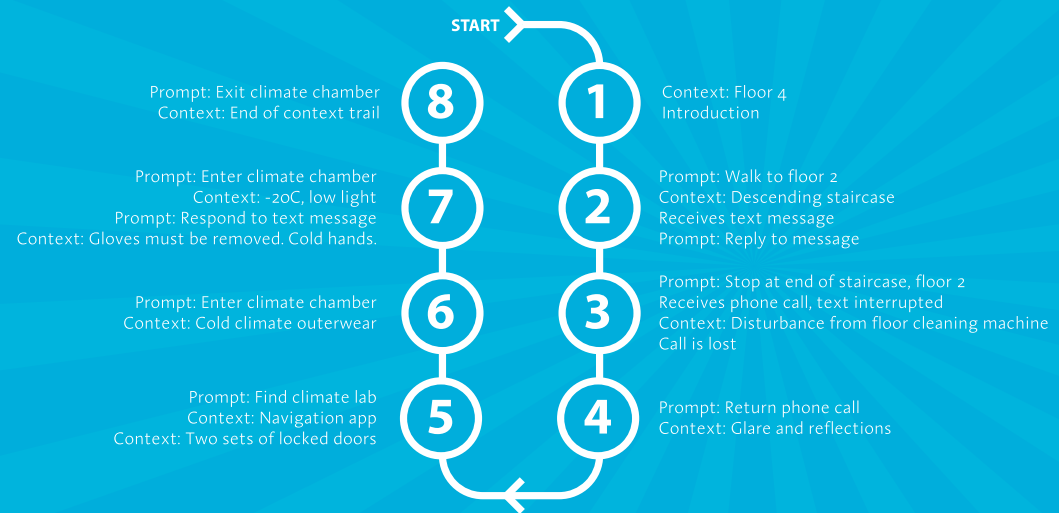 START
1
Context: Floor 4
Introduction
2
Prompt: Walk to floor 2
Context: Descending staircase
Receives text message
Prompt: Reply to message
3
Prompt: Stop at end of staircase, floor 2
Receives phone call, text interrupted
Context: Disturbance from floor cleaning machine
Call is lost
4
Prompt: Return phone call
Context: Glare and reflections
5
Prompt: Find climate lab
Context: Navigation app
Context: Two sets of locked doors
6
Prompt: Enter climate chamber
Context: Cold climate outerwear
7
Prompt: Enter climate chamber
Context: -20C, low light
Prompt: Respond to text message
Context: Gloves must be removed. Cold hands.
8
Prompt: Exit climate chamber
Context: End of context trail